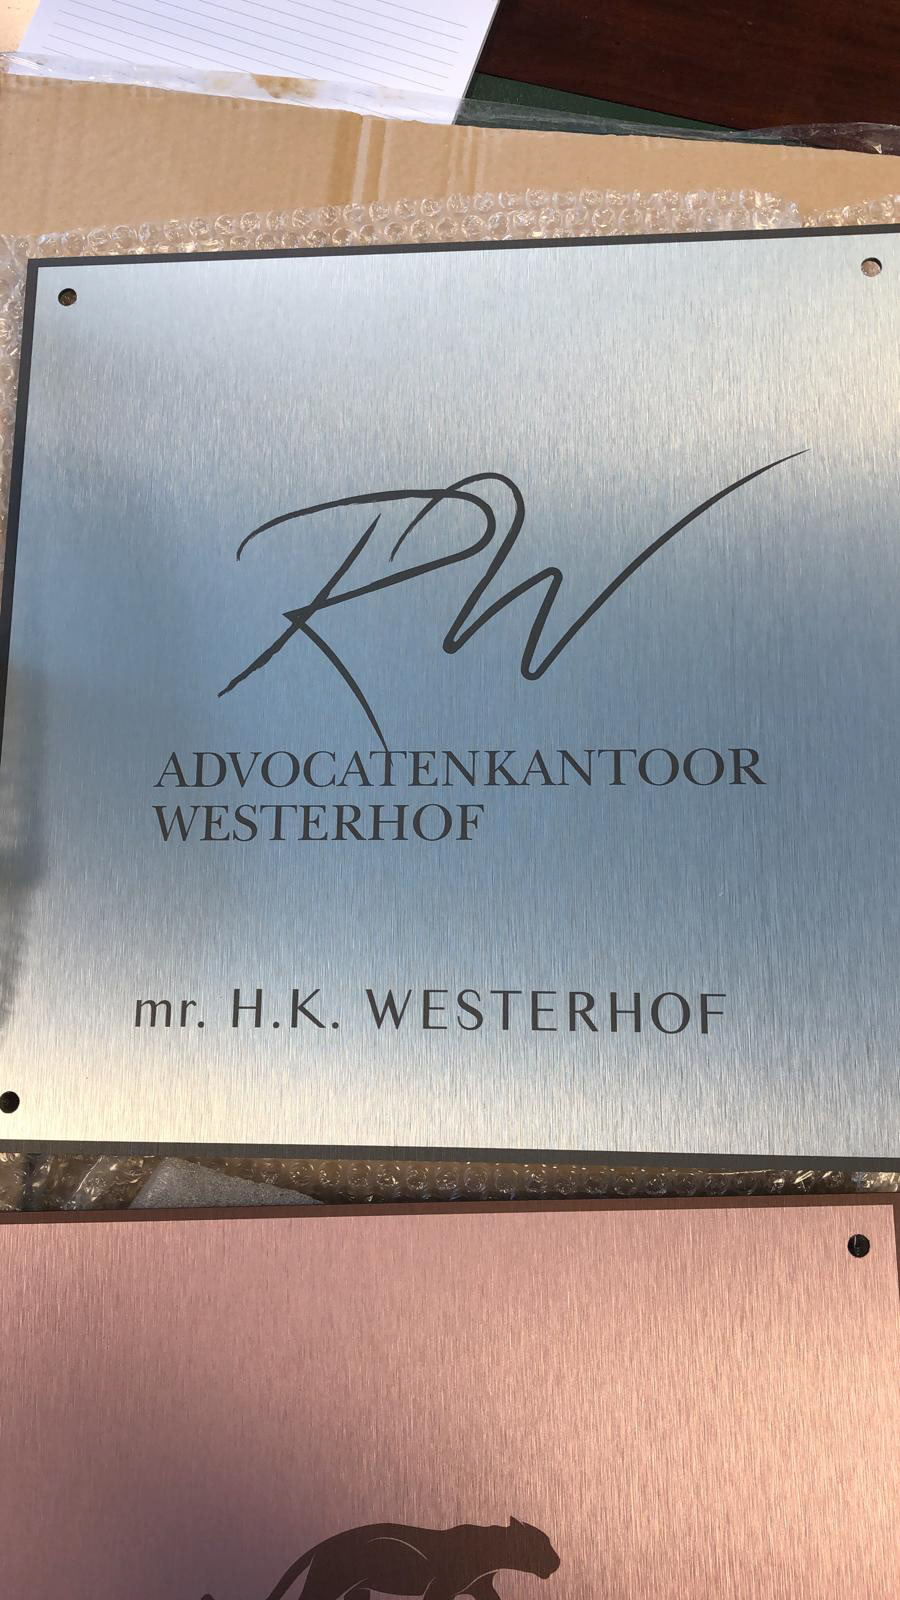 RW
ADVOCATENKANTOOR
WESTERHOF
mr. H.K. WESTERHOF